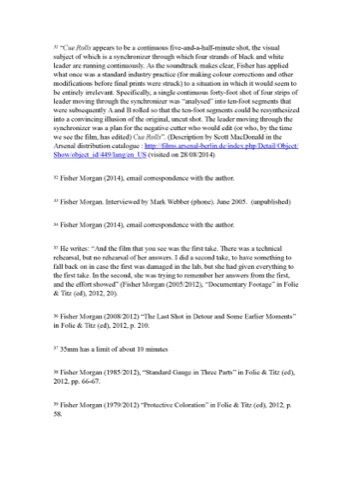 31 "Cue Rolls appears to be a continuous five-and-a-half-minute shot, the visual
subject of which is a synchronizer through which four strands of black and white
leader are running continuously. As the soundtrack makes clear, Fisher has applied
what once was a standard industry practice (for making colour corrections and other
modifications before final prints were struck) to a situation in which it would seem to
be entirely irrelevant. Specifically, a single continuous forty-foot shot of four strips of
leader moving through the synchronizer was "analysed" into ten-foot segments that
were subsequently A and B rolled so that the ten-foot segments could be resynthesized
into a convincing illusion of the original, uncut shot. The leader moving through the
synchronizer was a plan for the negative cutter who would edit (or who, by the time
we see the film, has edited) Cue Rolls". (Description by Scott MacDonald in the
Arsenal distribution catalogue : http://films.arsenal-berlin.de/index.php/Detail/Object/
Show/object_id/449/lang/en_US (visited on 28/08/2014)
32 Fisher Morgan (2014), email correspondence with the author.
33 Fisher Morgan. Interviewed by Mark Webber (phone). June 2005. (unpublished)
34 Fisher Morgan (2014), email correspondence with the author.
35 He writes: "And the film that you see was the first take. There was a technical
rehearsal, but no rehearsal of her answers. I did a second take, to have something to
fall back on in case the first was damaged in the lab, but she had given everything to
the first take. In the second, she was trying to remember her answers from the first,
and the effort showed" (Fisher Morgan (2005/2012), "Documentary Footage" in Folie
& Titz (ed), 2012, 20)
36 Fisher Morgan (2008/2012) "The Last Shot in Detour and Some Earlier Moments"
in Folie & Titz (ed), 2012, p. 210.
37 35mm has a limit of about 10 minutes
38 Fisher Morgan (1985/2012), "Standard Gauge in Three Parts" in Folie & Titz (ed),
2012, pp. 66-67.
39 Fisher Morgan (1979/2012) "Protective Coloration" in Folie & Titz (ed), 2012, p.
58.